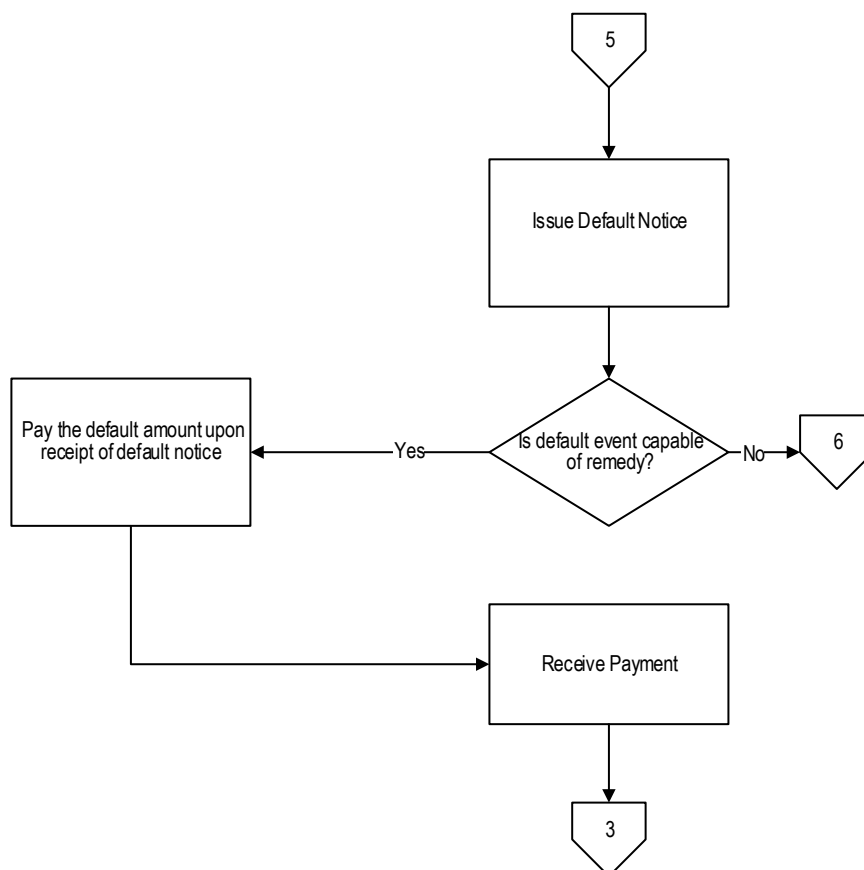 5
Issue Default Notice
Is default event capable
of remedy?
Yes
No
6
Pay the default amount upon
receipt of default notice
Receive Payment
3